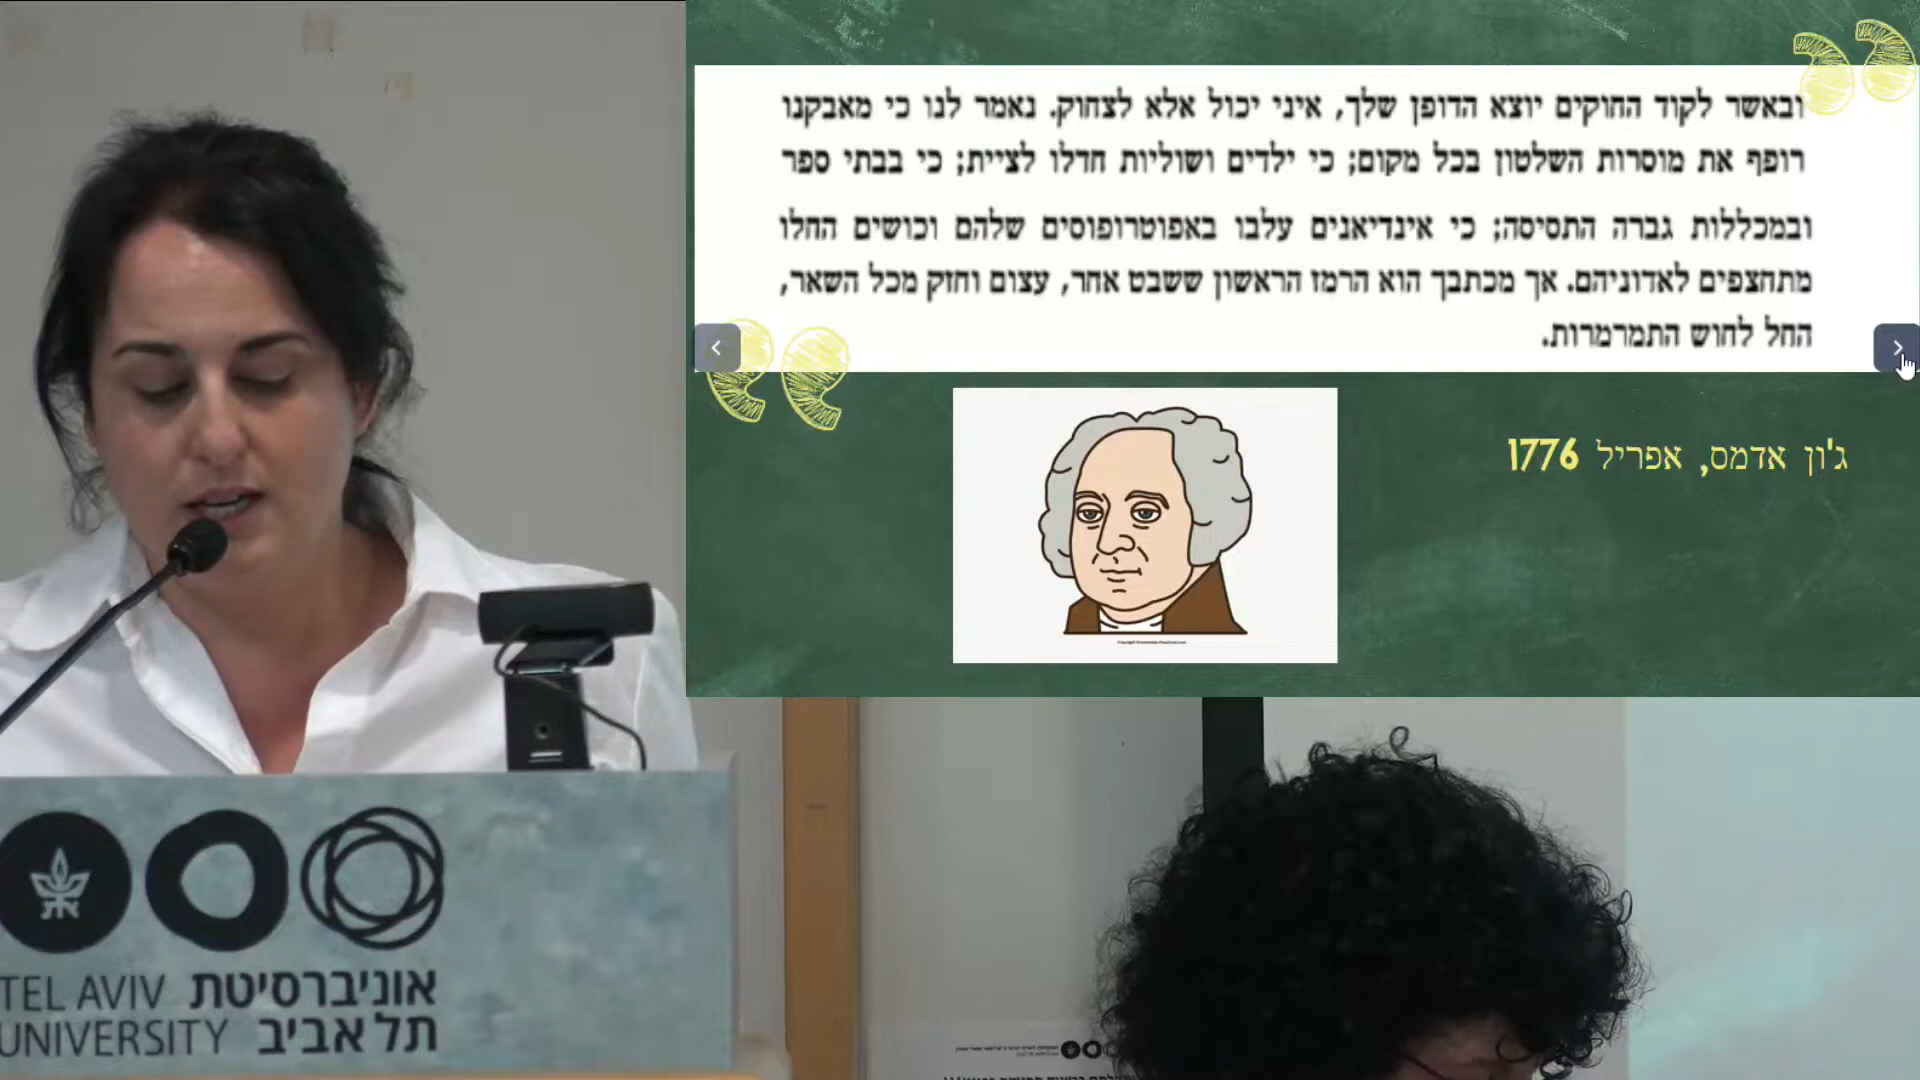 ובאשר לקוד החוקים יוצא הדופן שלך, איני יכול אלא לצחוק. נאמר לנו כי מאבקנו
רופף את מוסרות השלטון בכל מקום; כי ילדים ושוליות חדלו לציית; כי בבתי ספר
ובמכללות גברה התסיסה; כי אינדיאנים עלבו באפוטרופוסים שלהם וכושים החלו
מתחצפים לאדוניהם. אך מכתבך הוא הרמז הראשון ששבט אחר, עצום וחזק מכל השאר,
החל לחוש התמרמרות.
ג'ון אדמס, אפריל 1776
TEL AVIV אוניברסיטת
UNIVERSITY תל אביב